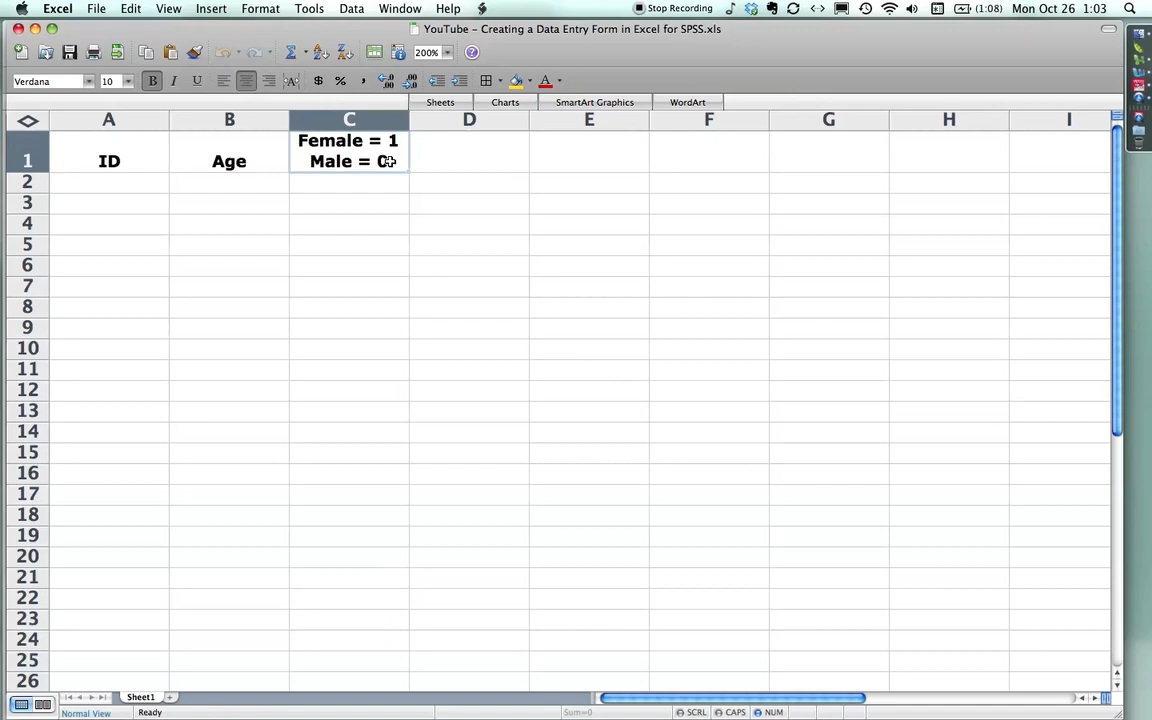 Excel File Edit View Insert Format Tools Data Window Help
Stop Recording
(1:08) Mon Oct 26 1:03
YouTube – Creating a Data Entry Form in Excel for SPSS.xls
200%
Verdana 10 B I U $ % ,
Sheets Charts SmartArt Graphics WordArt
A B C D E F G H I
Female = 1
1 ID Age Male = 0
2
3
4
5
6
7
8
9
10
11
12
13
14
15
16
17
18
19
20
21
22
23
24
25
26
Sheet1
Normal View Ready Sum=0 SCRL CAPS NUM